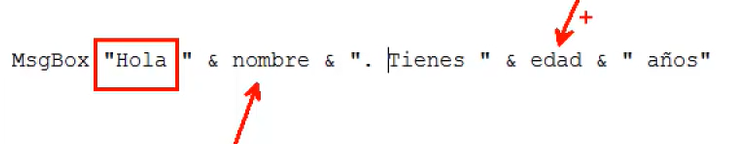 +
MsgBox "Hola " & nombre & ". Tienes " & edad & " años"